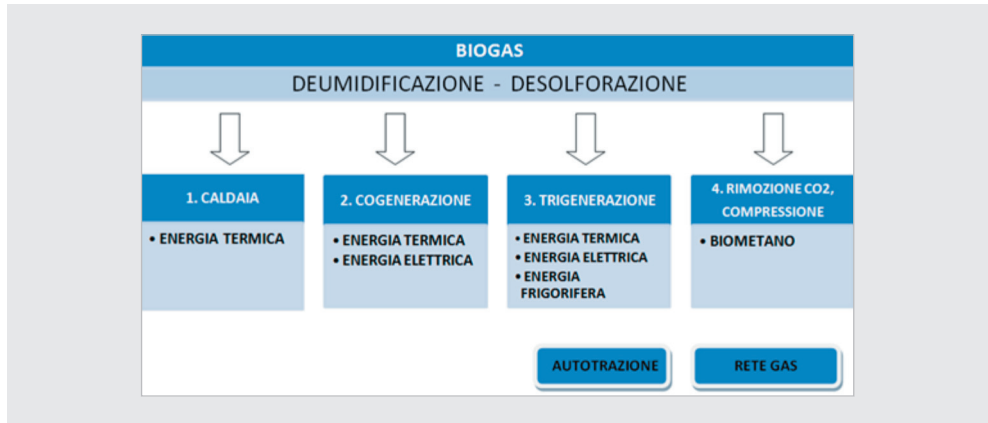 BIOGAS
DEUMIDIFICAZIONE - DESOLFORAZIONE
1. CALDAIA
• ENERGIA TERMICA
2. COGENERAZIONE
• ENERGIA TERMICA
• ENERGIA ELETTRICA
3. TRIGENERAZIONE
• ENERGIA TERMICA
• ENERGIA ELETTRICA
• ENERGIA
FRIGORIFERA
4. RIMOZIONE CO2,
COMPRESSIONE
• BIOMETANO
AUTOTRAZIONE
RETE GAS